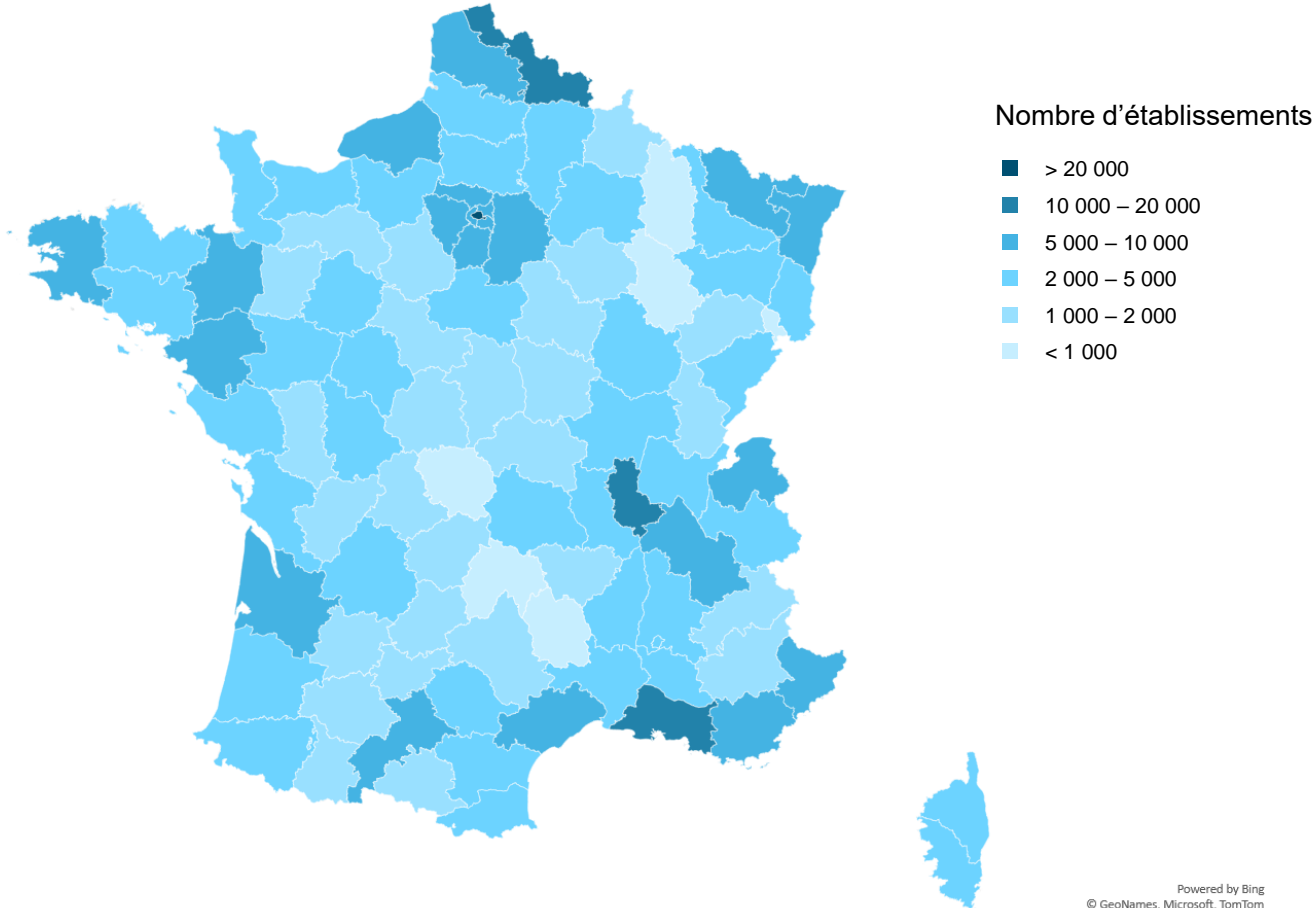 Nombre d’établissements
> 20 000
10 000 – 20 000
5 000 – 10 000
2 000 – 5 000
1 000 – 2 000
< 1 000
Powered by Bing
© GeoNames, Microsoft, TomTom